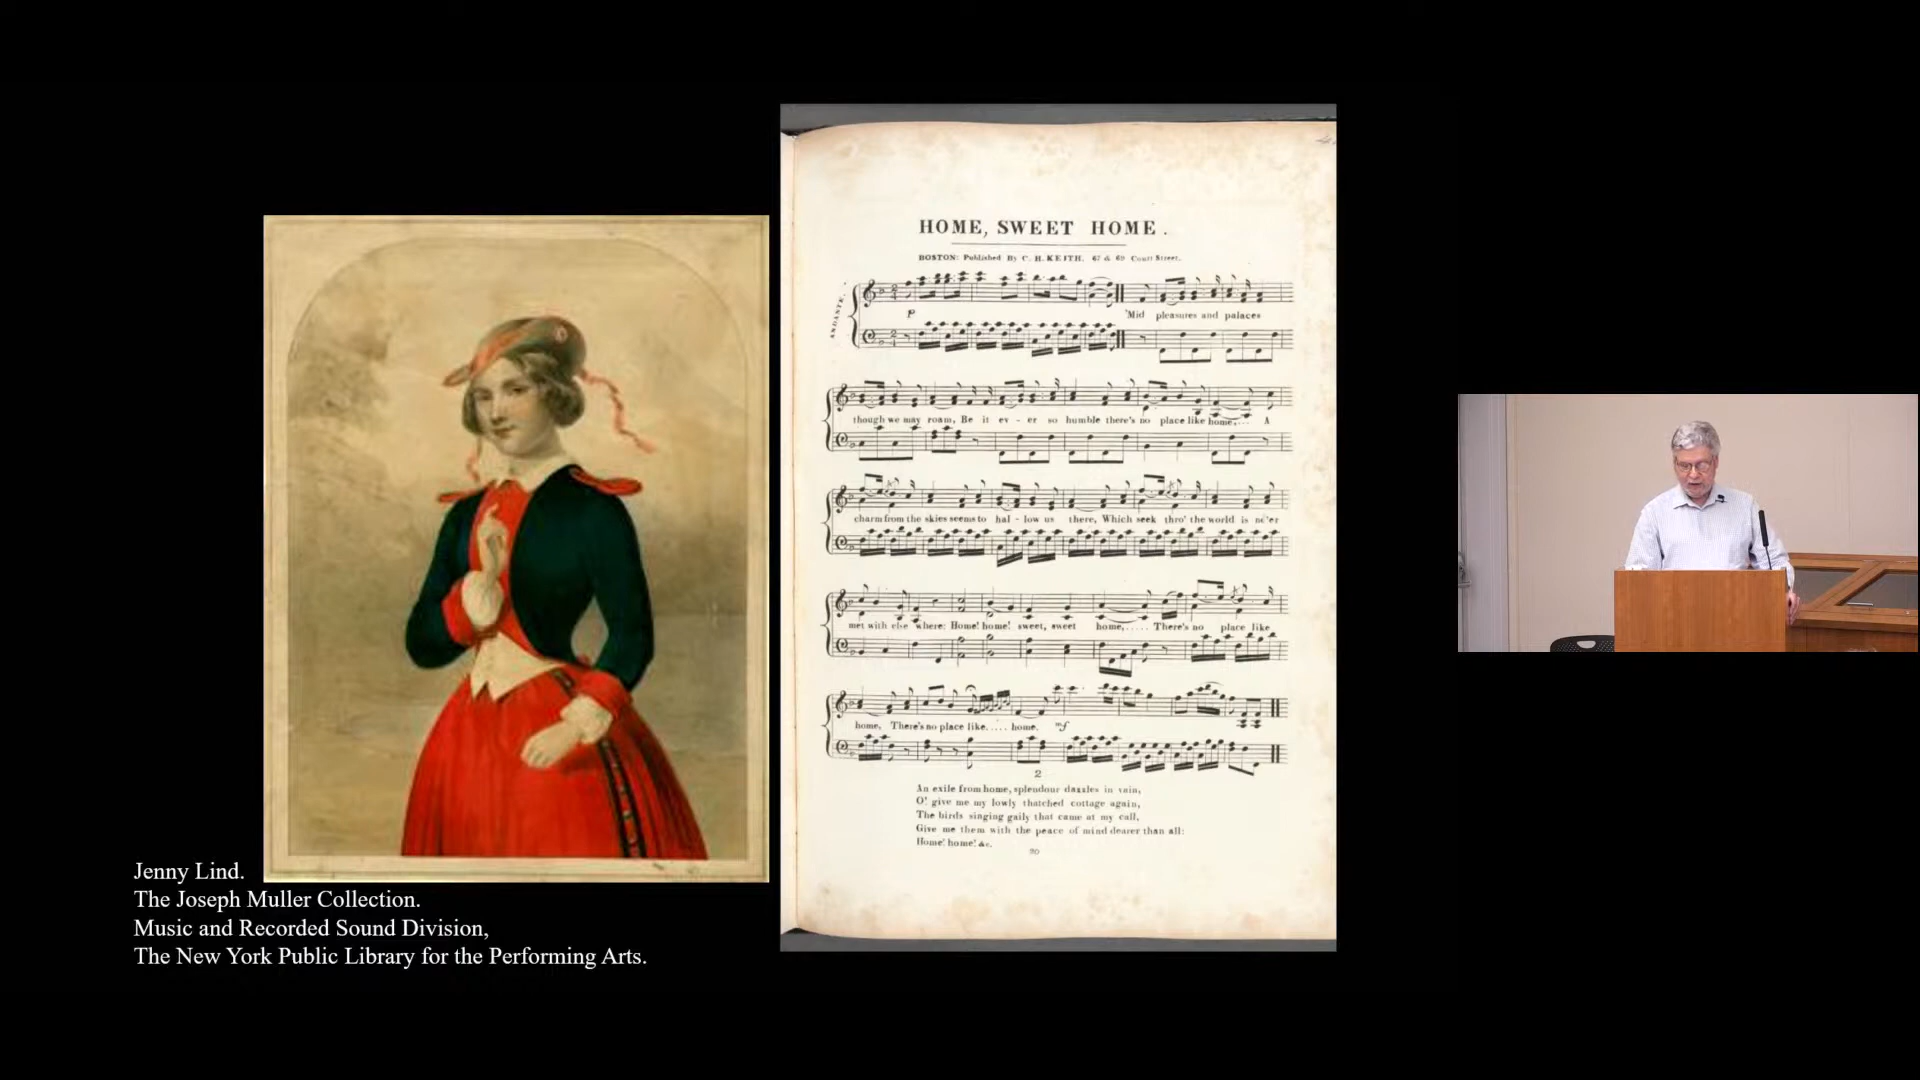 HOME, SWEET HOME.
BOSTON: Published By C. H. KEITH. 67 & 69 Court Street.
ANDANTE.
P
'Mid pleasures and palaces
though we may roam, Be it ev - er so humble there's no place like home,... A
charm from the skies seems to hal - low us there, Which seek thro' the world is ne'er
met with else where: Home! home! sweet, sweet home,..... There's no place like
home, There's no place like..... home. mf
2
An exile from home, splendour dazzles in vain,
O! give me my lowly thatched cottage again,
The birds singing gaily that came at my call,
Give me them with the peace of mind dearer than all:
Home! home! &c.
Jenny Lind.
The Joseph Muller Collection.
Music and Recorded Sound Division,
The New York Public Library for the Performing Arts.